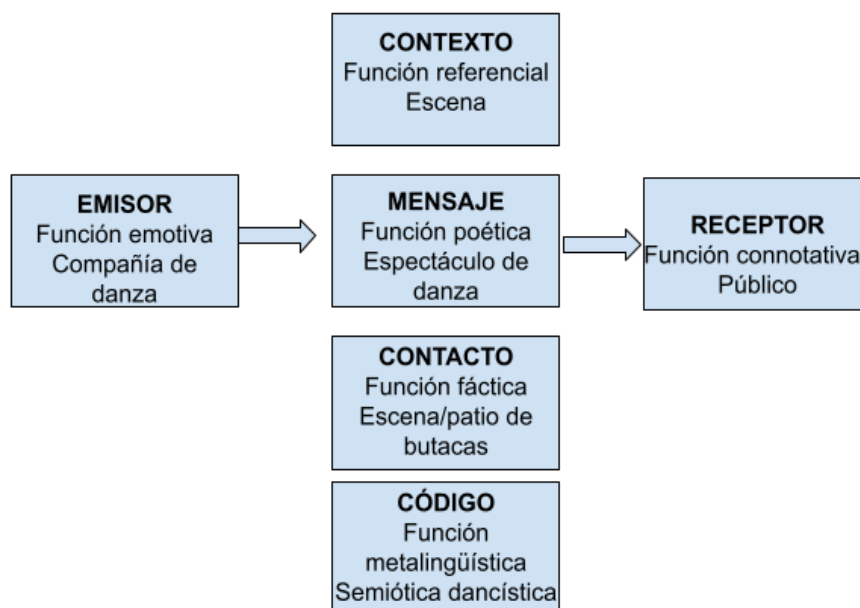 CONTEXTO
Función referencial
Escena
EMISOR
Función emotiva
Compañía de
danza
MENSAJE
Función poética
Espectáculo de
danza
RECEPTOR
Función connotativa
Público
CONTACTO
Función fáctica
Escena/patio de
butacas
CÓDIGO
Función
metalingüística
Semiótica dancística